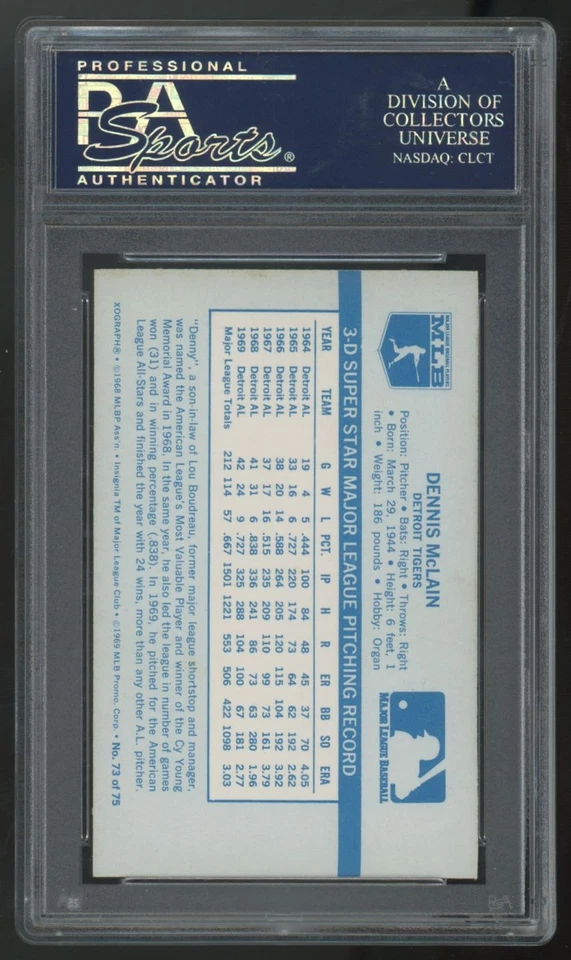 PROFESSIONAL
PSA
Sports®
AUTHENTICATOR
A
DIVISION OF
COLLECTORS
UNIVERSE
NASDAQ: CLCT
MLB
DENNIS McLAIN
DETROIT TIGERS
Position: Pitcher • Bats: Right • Throws: Right
• Born: March 29, 1944 • Height: 6 feet, 1
inch • Weight: 186 pounds • Hobby: Organ
MAJOR LEAGUE BASEBALL
3-D SUPER STAR MAJOR LEAGUE PITCHING RECORD
YEAR TEAM G W L PCT. IP H R ER BB SO ERA
1964 Detroit AL 19 4 5 .444 100 84 48 45 37 70 4.05
1965 Detroit AL 33 16 6 .727 220 174 73 64 62 192 2.62
1966 Detroit AL 38 20 14 .588 264 205 120 115 104 192 3.92
1967 Detroit AL 37 17 16 .515 235 209 110 99 73 161 3.79
1968 Detroit AL 41 31 6 .838 336 241 86 73 63 280 1.96
1969 Detroit AL 42 24 9 .727 325 288 104 100 67 181 2.77
Major League Totals 212 114 57 .667 1501 1221 553 506 422 1098 3.03
"Denny", a son-in-law of Lou Boudreau, former major league shortstop and manager,
was named the American League's Most Valuable Player and winner of the Cy Young
Memorial Award in 1968. In the same year, he also led the league in number of games
won (31) and in winning percentage (.838). In 1969, he pitched for the American
League All-Stars and finished the year with 24 wins, more than any other A.L. pitcher.
XOGRAPH® • ©1968 MLBP Ass'n. • Insignia TM of Major League Club • ©1969 MLB Promo. Corp. • No. 73 of 75
PSA